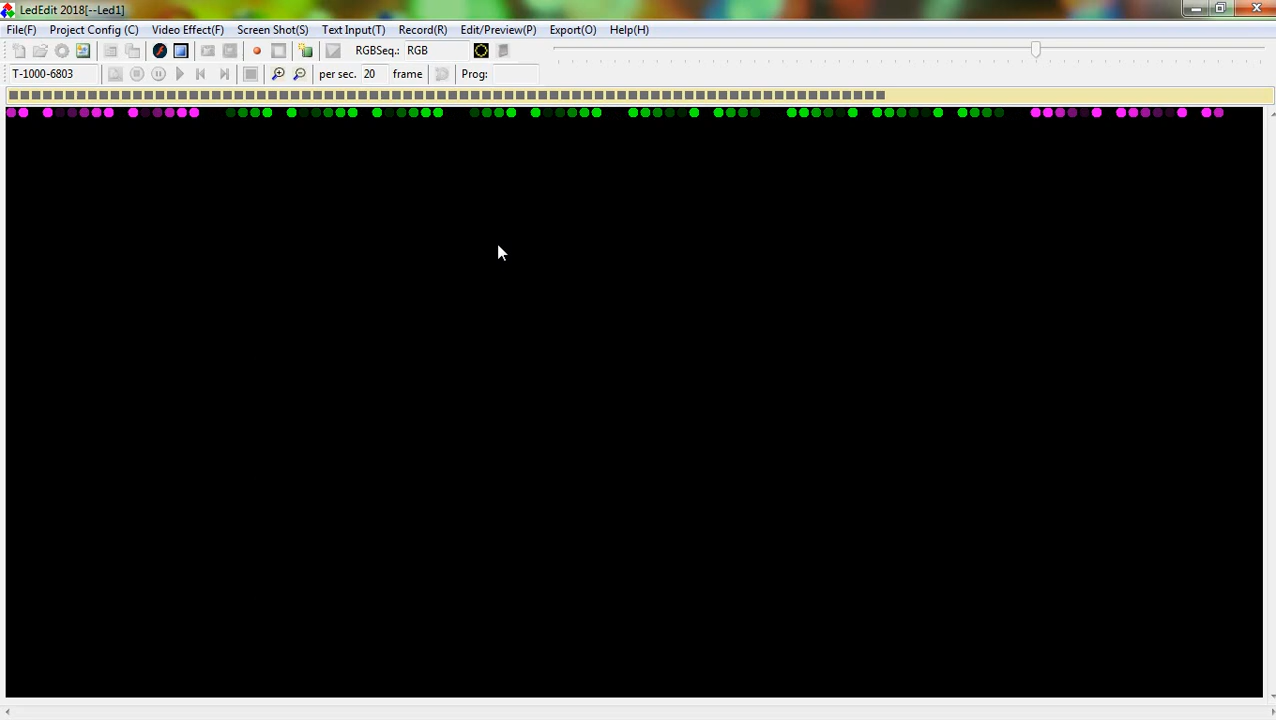 LedEdit 2018[--Led1]
File(F) Project Config (C) Video Effect(F) Screen Shot(S) Text Input(T) Record(R) Edit/Preview(P) Export(O) Help(H)
RGBSeq.: RGB
T-1000-6803 per sec. 20 frame Prog: